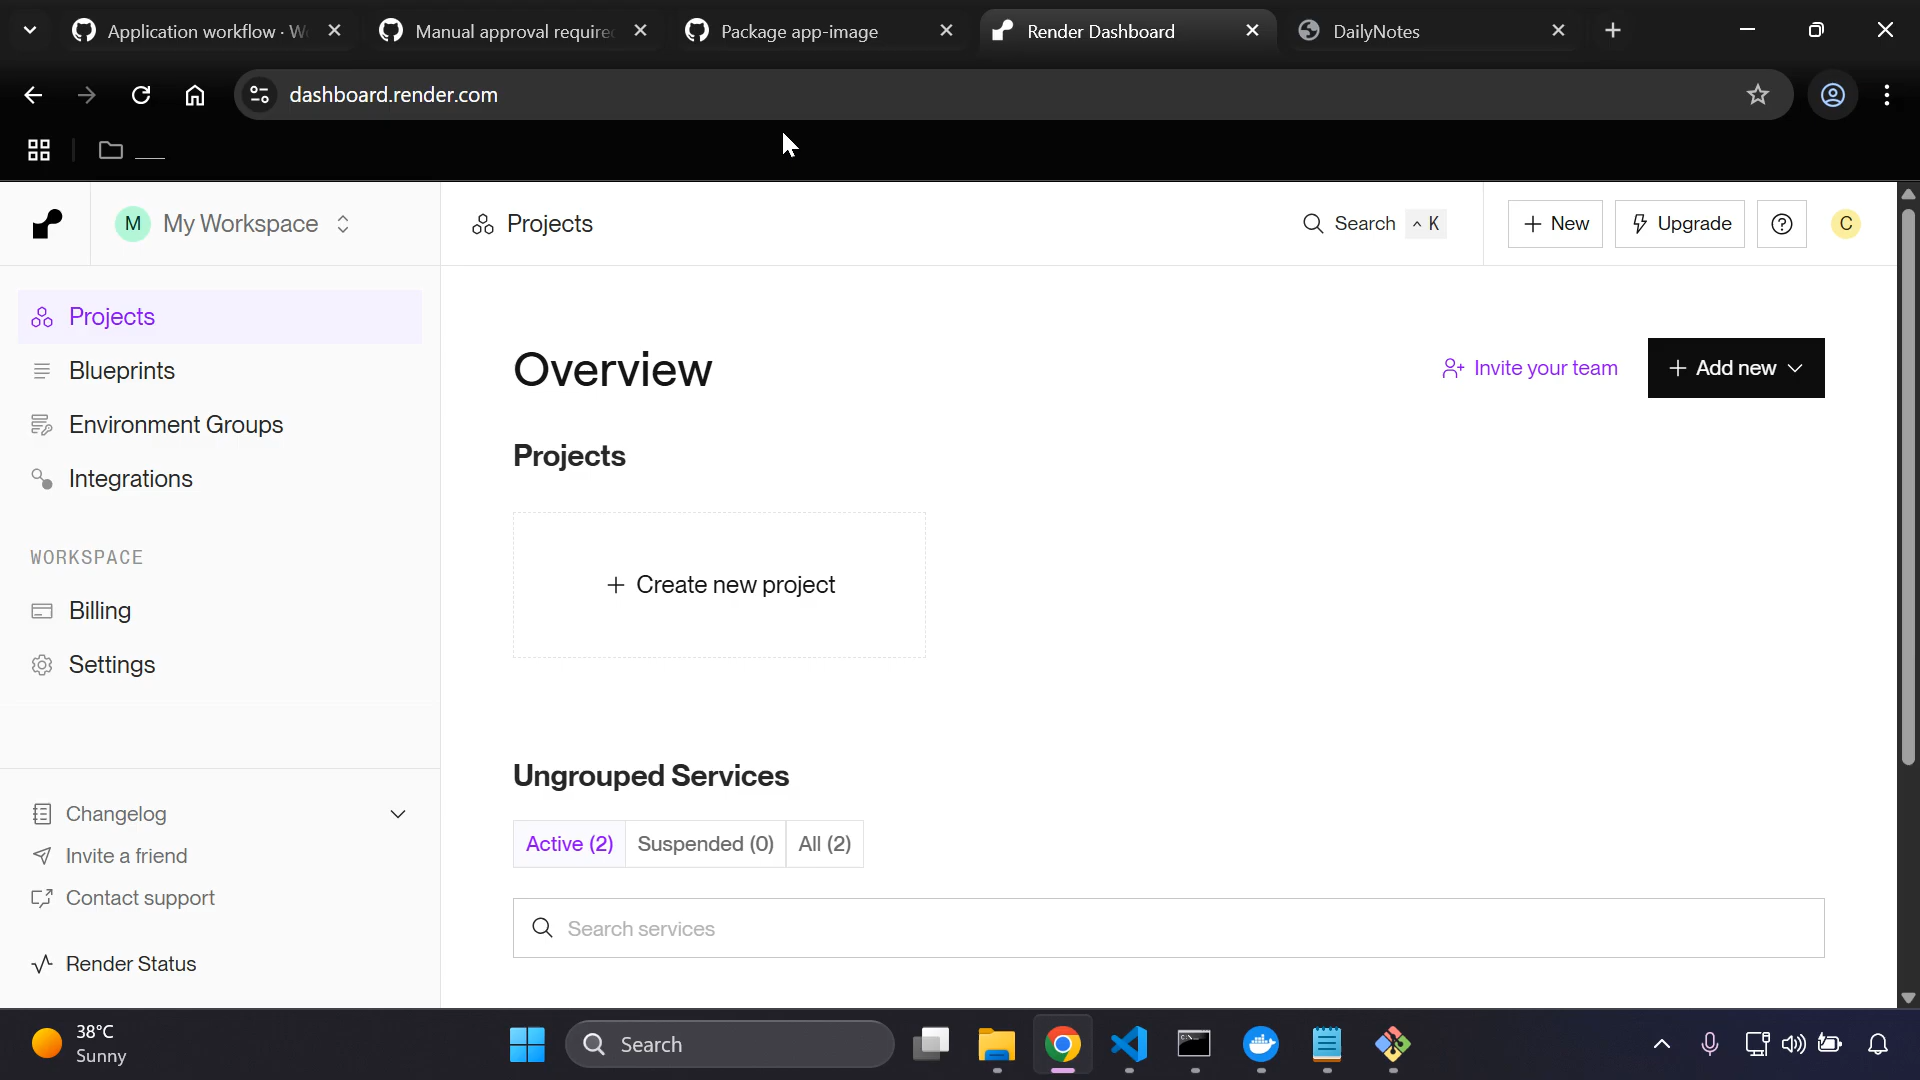 Application workflow · W
Manual approval require
Package app-image
Render Dashboard
DailyNotes
dashboard.render.com
M My Workspace
Projects
Search ^ K
+ New
Upgrade
C
Projects
Blueprints
Environment Groups
Integrations
WORKSPACE
Billing
Settings
Changelog
Invite a friend
Contact support
Render Status
Overview
Invite your team
+ Add new
Projects
+ Create new project
Ungrouped Services
Active (2)
Suspended (0)
All (2)
Search services
38°C
Sunny
Search